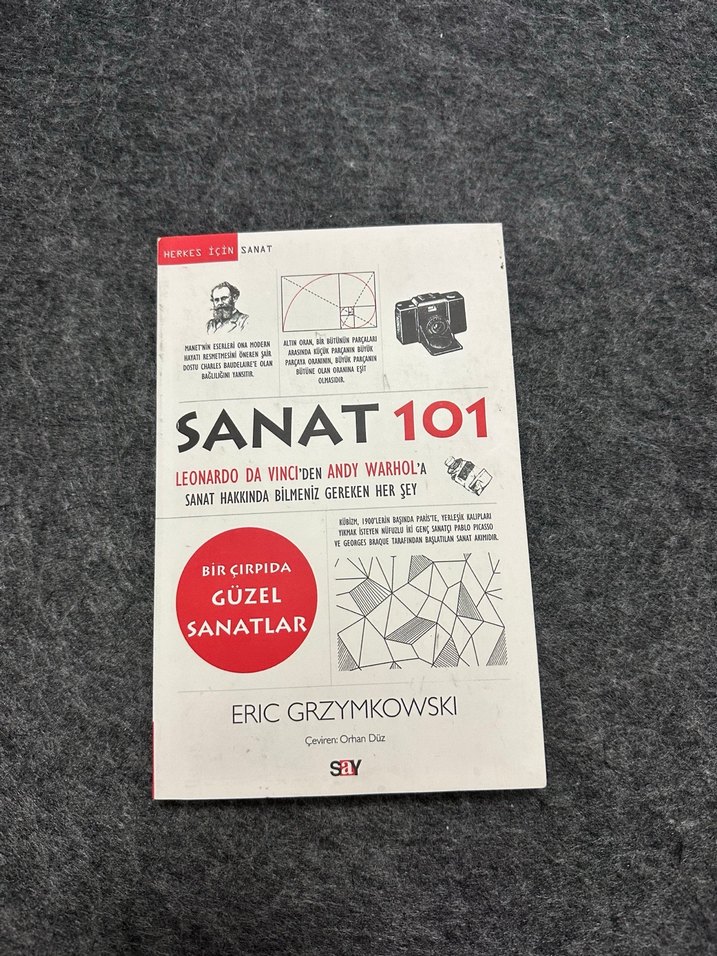 HERKES İÇİN SANAT
MANET'NİN ESERLERİ ONA MODERN
HAYATI RESMETMESİNİ ÖNEREN ŞAİR
DOSTU CHARLES BAUDELAIRE'E OLAN
BAĞLILIĞINI YANSITIR.
ALTIN ORAN, BİR BÜTÜNÜN PARÇALARI
ARASINDA KÜÇÜK PARÇANIN BÜYÜK
PARÇAYA ORANININ, BÜYÜK PARÇANIN
BÜTÜNE OLAN ORANINA EŞİT
OLMASIDIR.
SANAT 101
LEONARDO DA VINCI'DEN ANDY WARHOL'A
SANAT HAKKINDA BİLMENİZ GEREKEN HER ŞEY
KÜBİZM, 1900'LERİN BAŞINDA PARİS'TE, YERLEŞİK KALIPLARI
YIKMAK İSTEYEN NÜFUZLU İKİ GENÇ SANATÇI PABLO PICASSO
VE GEORGES BRAQUE TARAFINDAN BAŞLATILAN SANAT AKIMIDIR.
BİR ÇIRPIDA
GÜZEL
SANATLAR
ERIC GRZYMKOWSKI
Çeviren: Orhan Düz
SAY